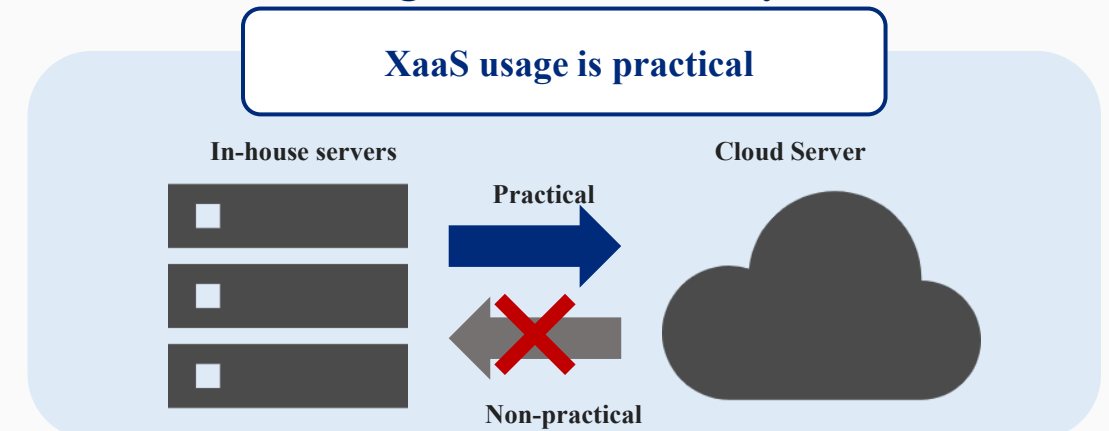 XaaS usage is practical
In-house servers
Cloud Server
Practical
Non-practical